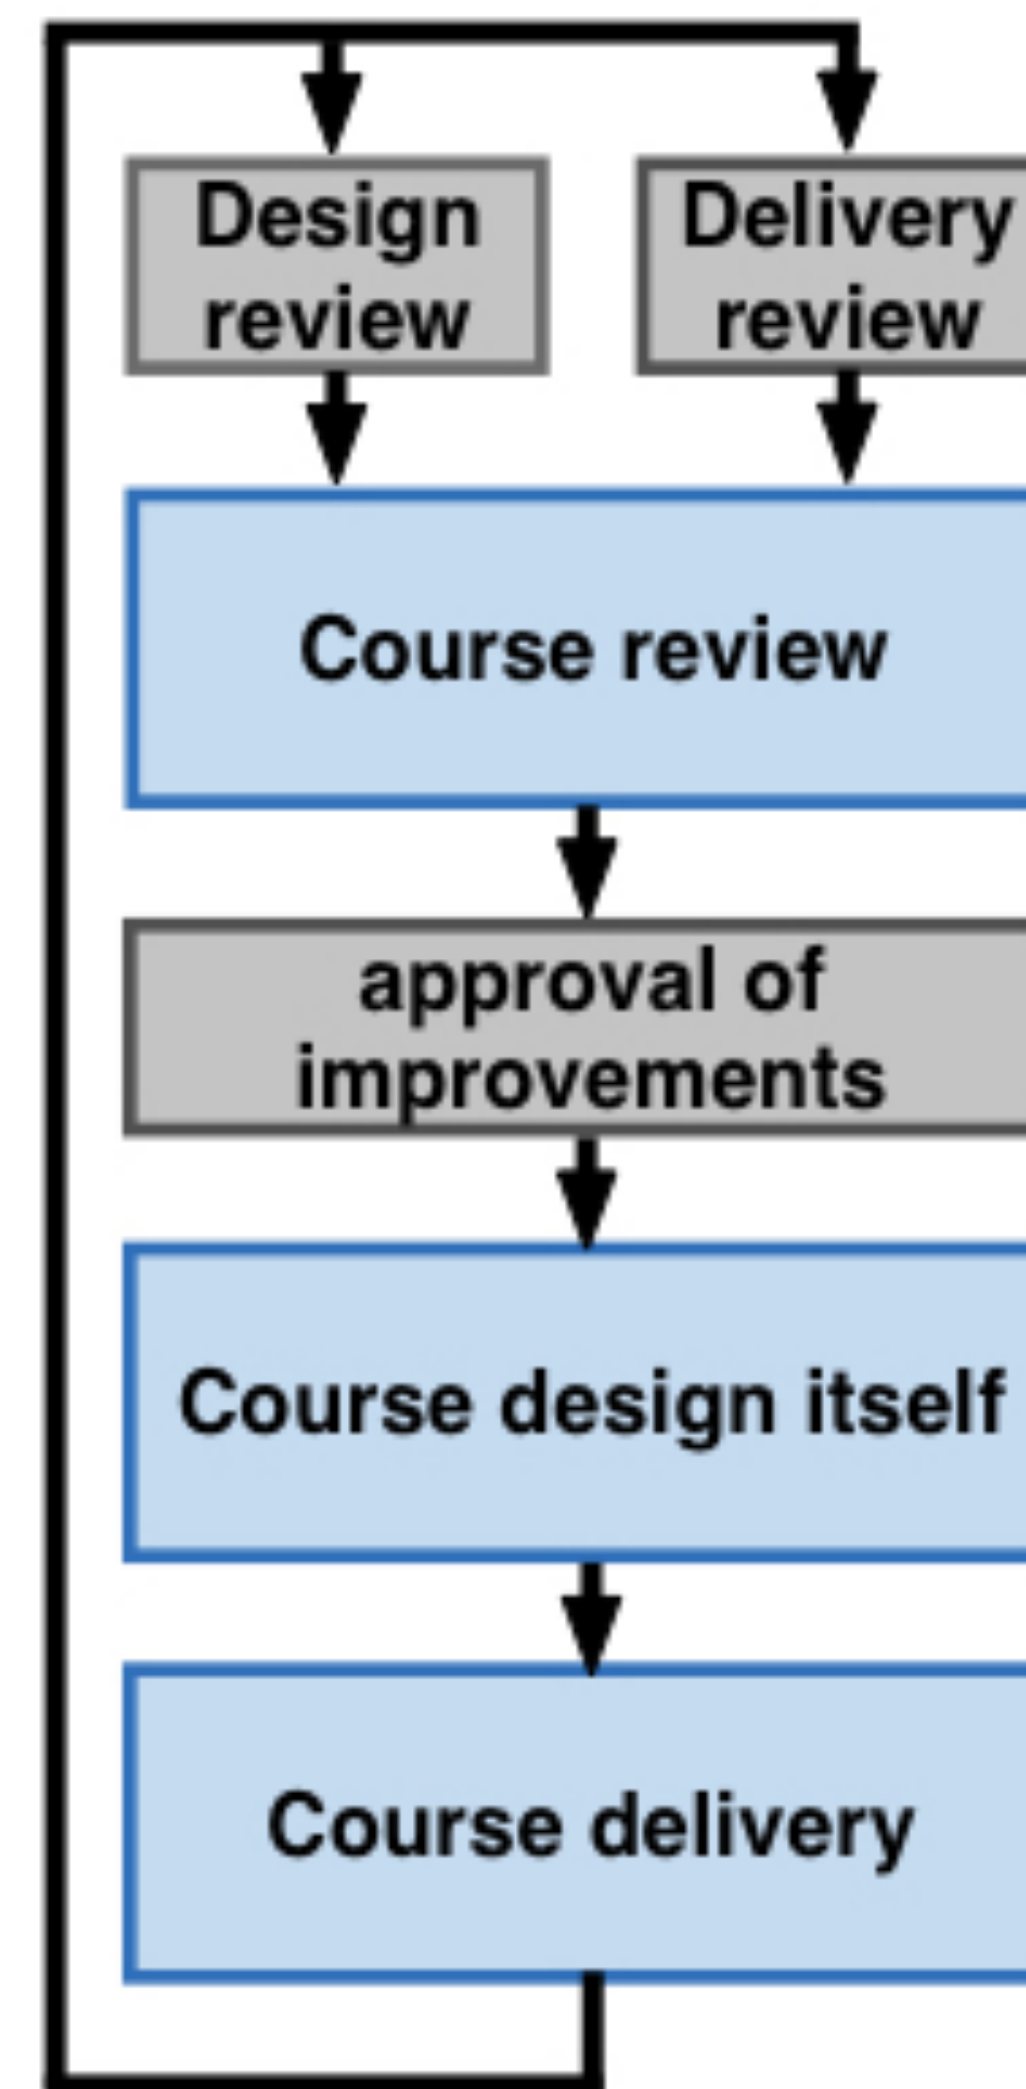 Design
review
Delivery
review
Course review
approval of
improvements
Course design itself
Course delivery